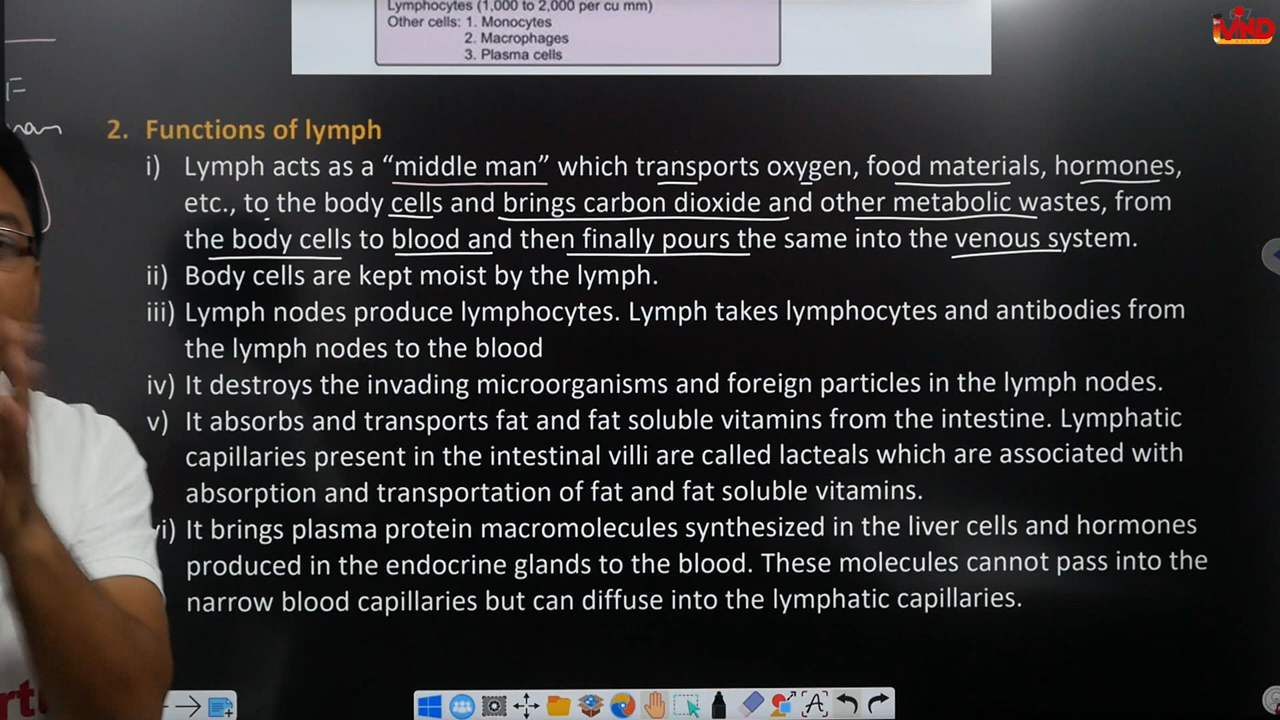 Lymphocytes (1,000 to 2,000 per cu mm)
Other cells: 1. Monocytes
2. Macrophages
3. Plasma cells
2. Functions of lymph
i) Lymph acts as a “middle man” which transports oxygen, food materials, hormones,
etc., to the body cells and brings carbon dioxide and other metabolic wastes, from
the body cells to blood and then finally pours the same into the venous system.
ii) Body cells are kept moist by the lymph.
iii) Lymph nodes produce lymphocytes. Lymph takes lymphocytes and antibodies from
the lymph nodes to the blood
iv) It destroys the invading microorganisms and foreign particles in the lymph nodes.
v) It absorbs and transports fat and fat soluble vitamins from the intestine. Lymphatic
capillaries present in the intestinal villi are called lacteals which are associated with
absorption and transportation of fat and fat soluble vitamins.
vi) It brings plasma protein macromolecules synthesized in the liver cells and hormones
produced in the endocrine glands to the blood. These molecules cannot pass into the
narrow blood capillaries but can diffuse into the lymphatic capillaries.